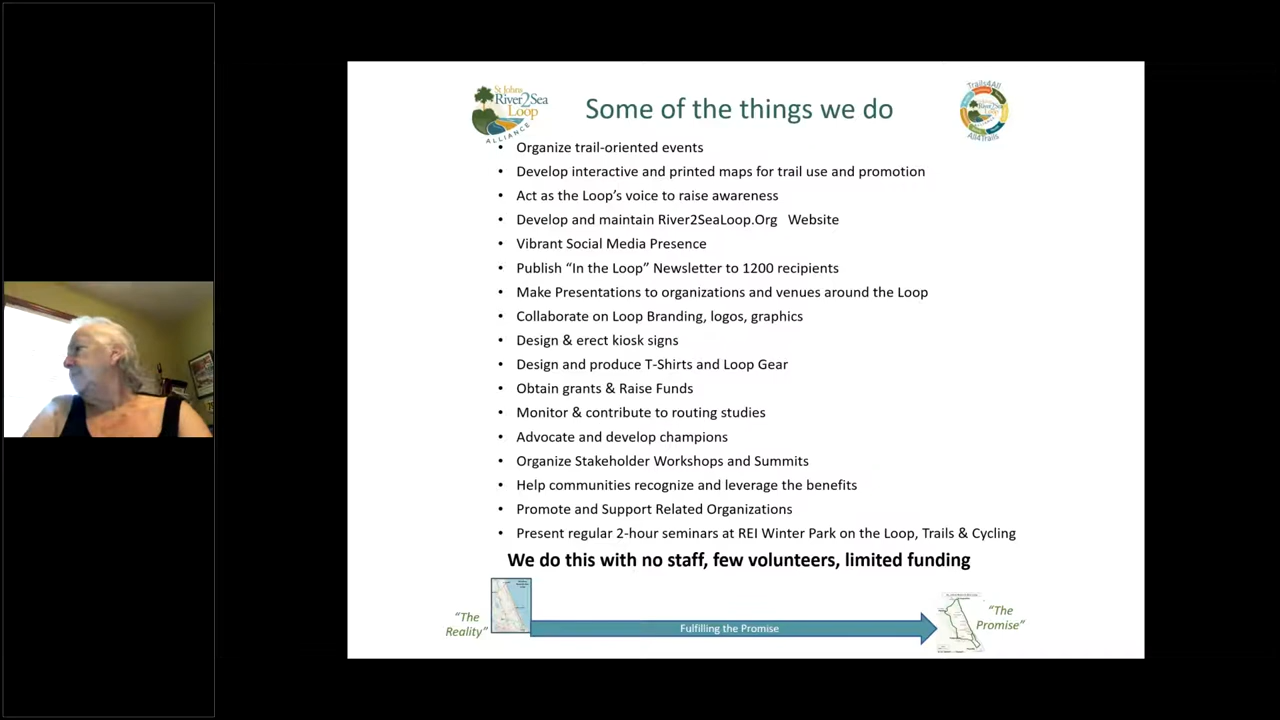 St Johns
River2Sea
Loop
ALLIANCE
Some of the things we do
Trails4All
All4Trails
• Organize trail-oriented events
• Develop interactive and printed maps for trail use and promotion
• Act as the Loop’s voice to raise awareness
• Develop and maintain River2SeaLoop.Org   Website
• Vibrant Social Media Presence
• Publish “In the Loop” Newsletter to 1200 recipients
• Make Presentations to organizations and venues around the Loop
• Collaborate on Loop Branding, logos, graphics
• Design & erect kiosk signs
• Design and produce T-Shirts and Loop Gear
• Obtain grants & Raise Funds
• Monitor & contribute to routing studies
• Advocate and develop champions
• Organize Stakeholder Workshops and Summits
• Help communities recognize and leverage the benefits
• Promote and Support Related Organizations
• Present regular 2-hour seminars at REI Winter Park on the Loop, Trails & Cycling
We do this with no staff, few volunteers, limited funding
“The
Reality”
Fulfilling the Promise
“The
Promise”